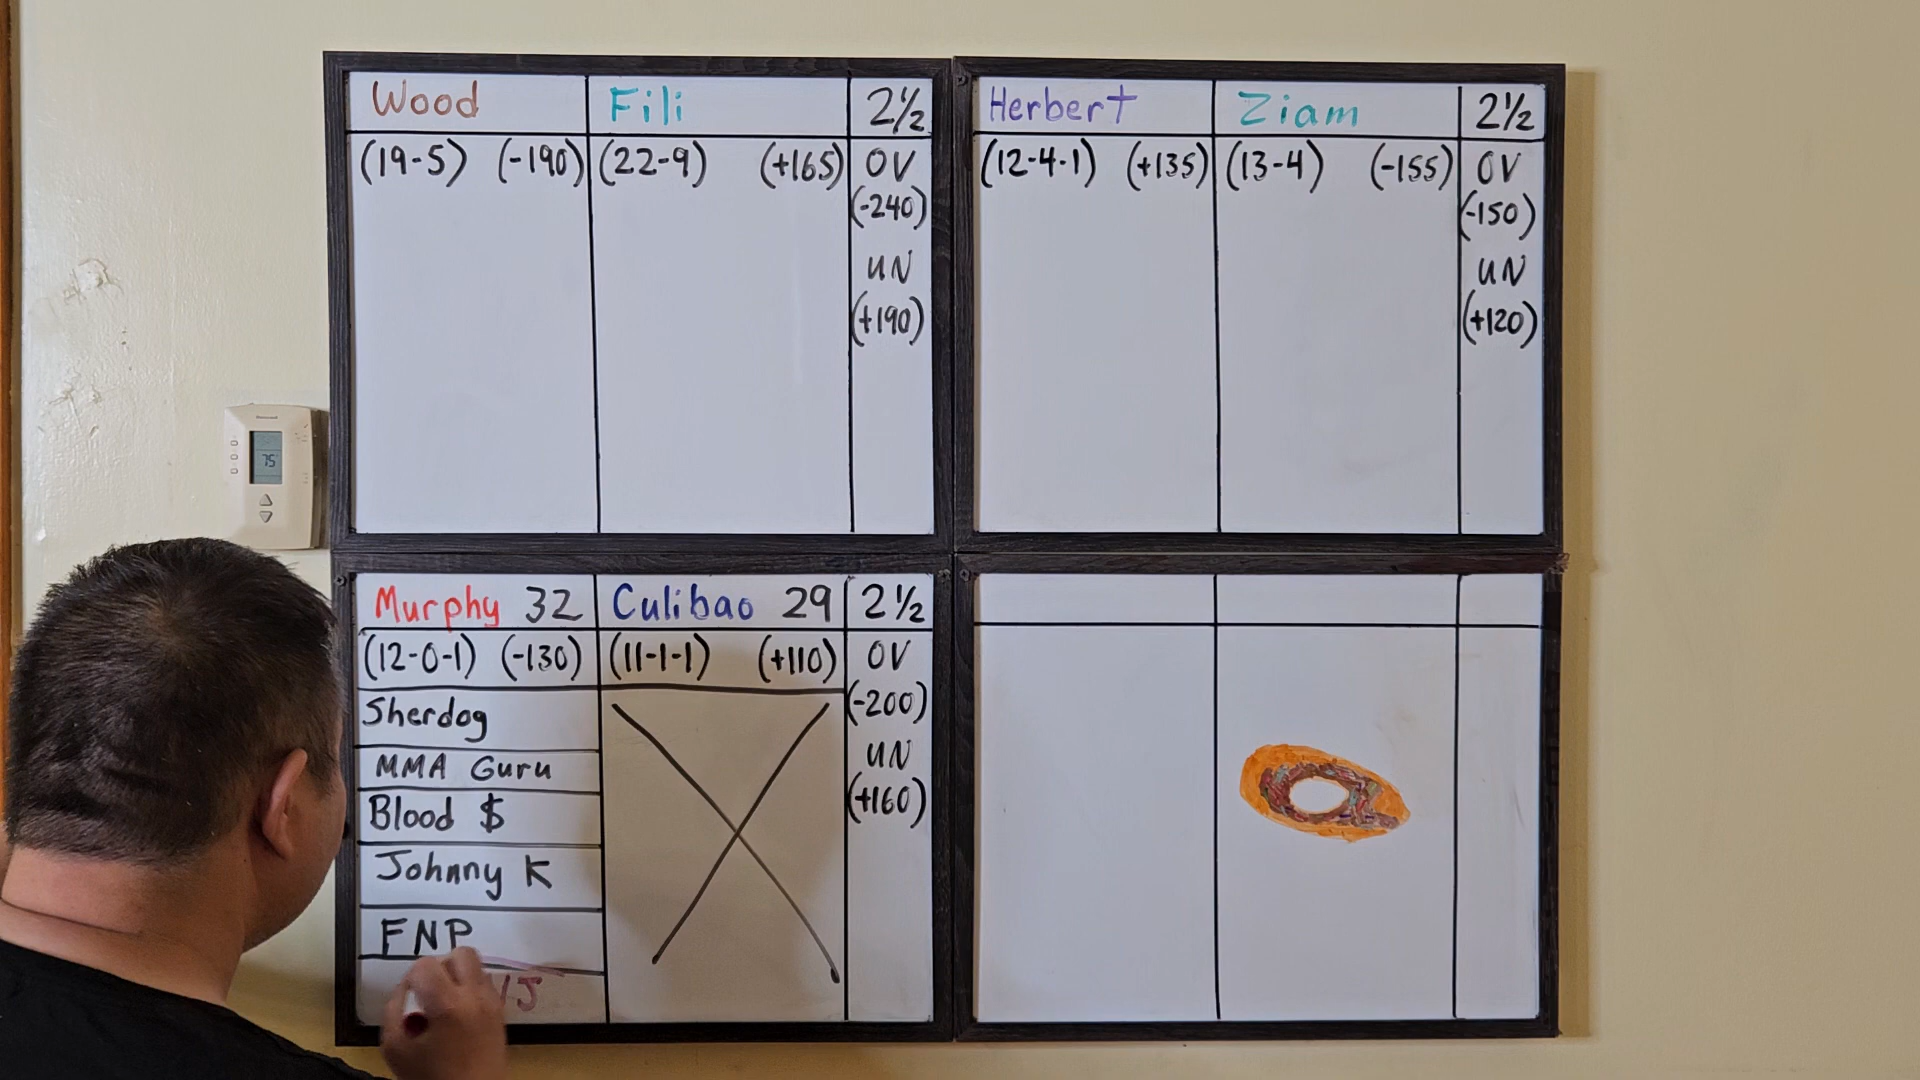 Wood Fili 2½
(19-5) (-190) (22-9) (+165) OV
(-240)
UN
(+190)
Herbert Ziam 2½
(12-4-1) (+135) (13-4) (-155) OV
(-150)
UN
(+120)
Honeywell
75
Murphy 32 Culibao 29 2½
(12-0-1) (-130) (11-1-1) (+110) OV
Sherdog
(-200)
MMA Guru
UN
Blood $
(+160)
Johnny K
FNP